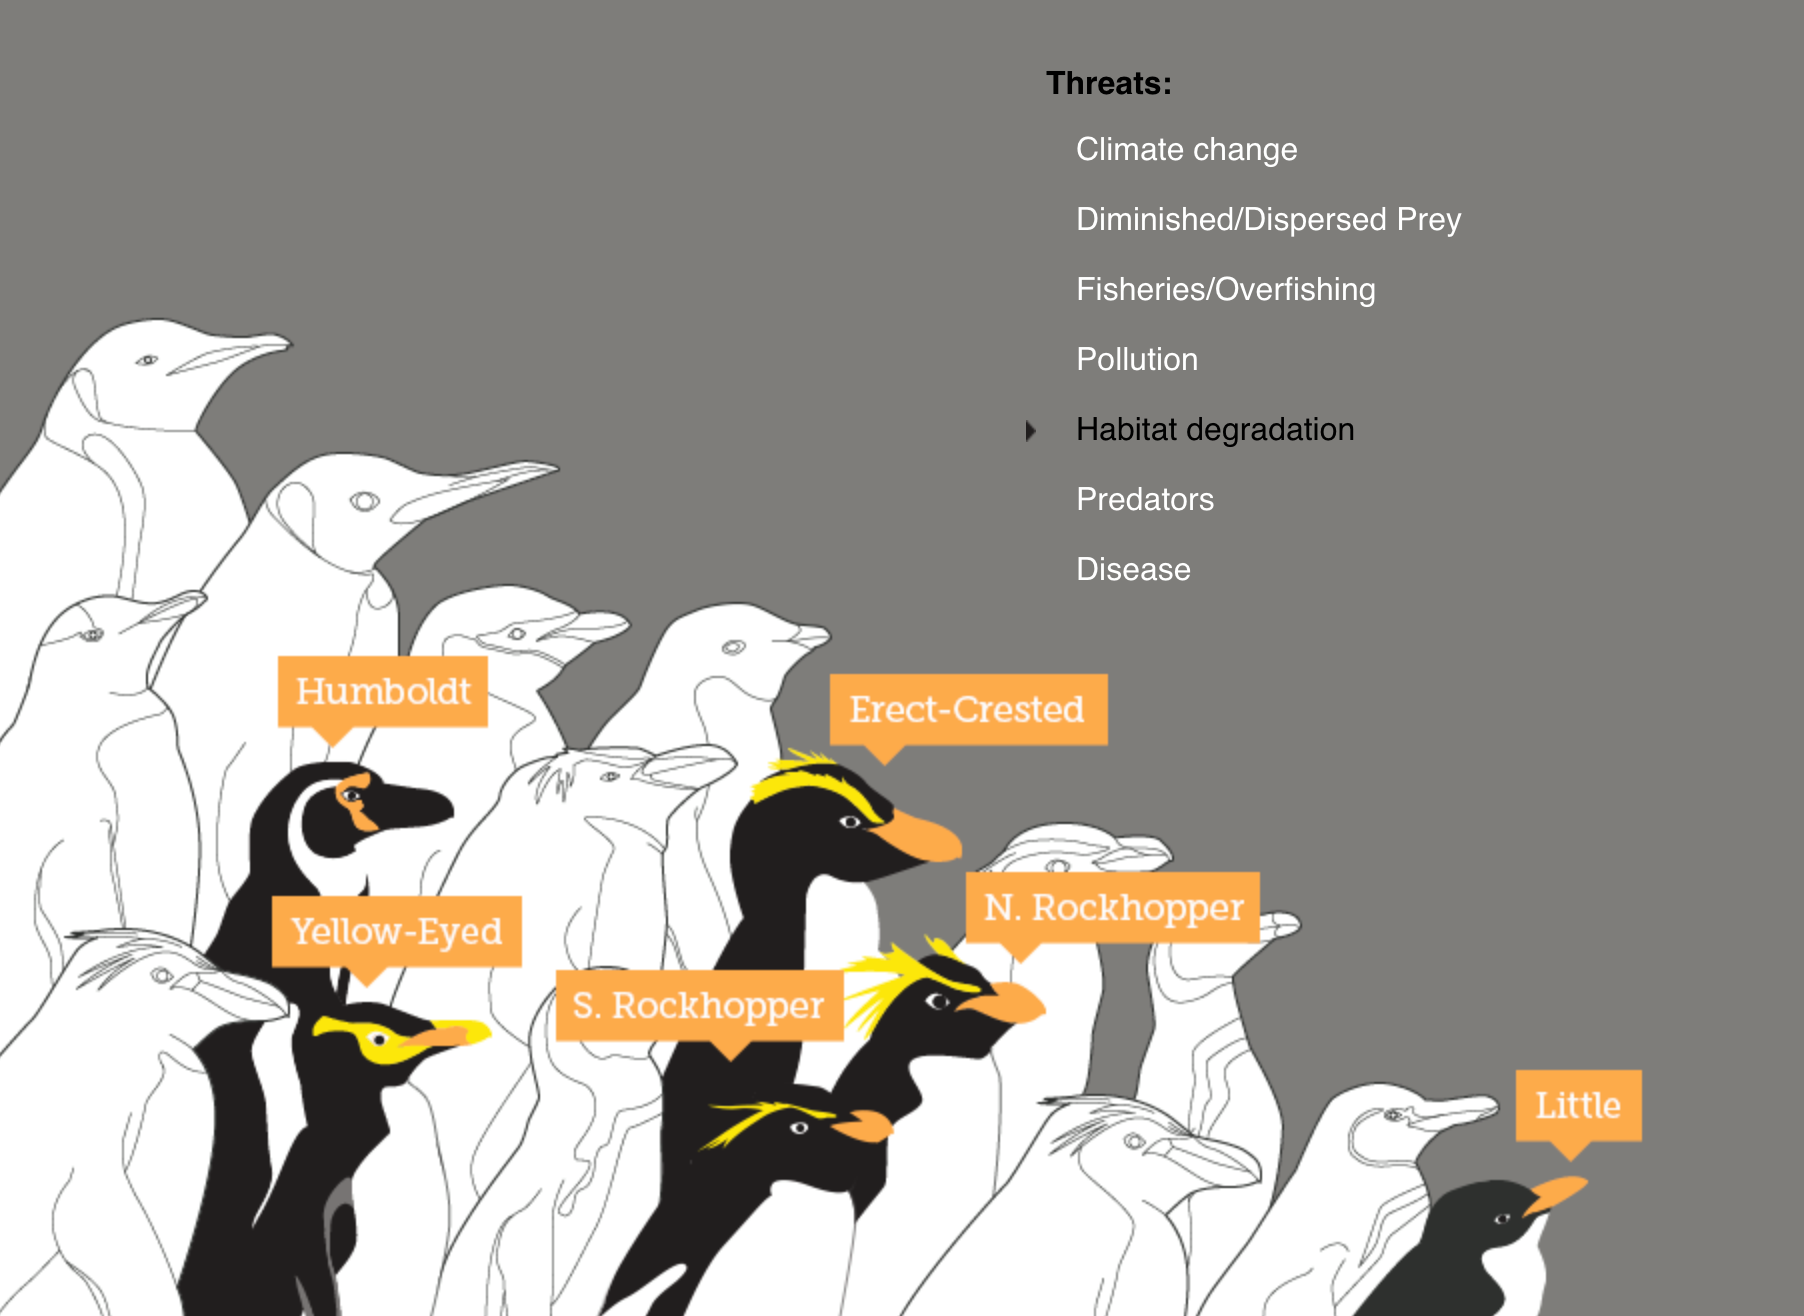 Threats:
Climate change
Diminished/Dispersed Prey
Fisheries/Overfishing
Pollution
Habitat degradation
Predators
Disease
Humboldt
Erect-Crested
N. Rockhopper
Yellow-Eyed
S. Rockhopper
Little